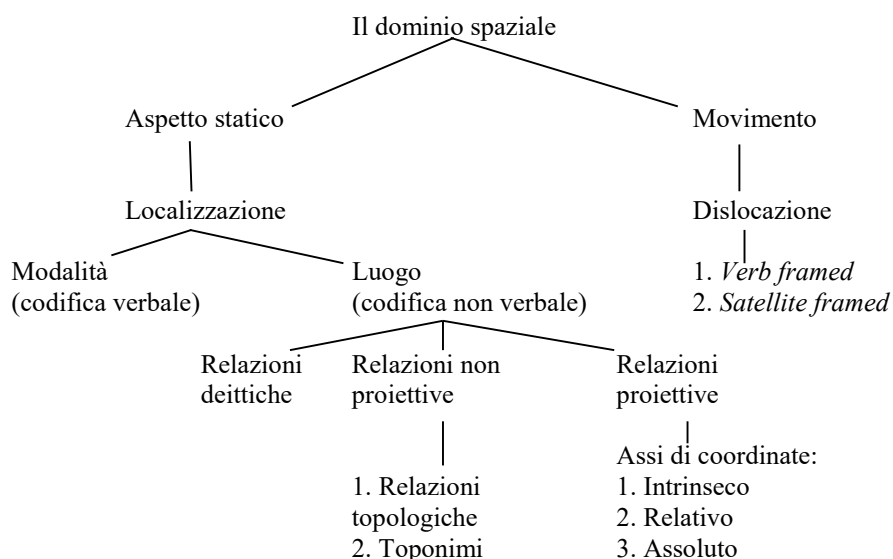 Il dominio spaziale
Aspetto statico
Movimento
Localizzazione
Dislocazione
Modalità
(codifica verbale)
Luogo
(codifica non verbale)
1. Verb framed
2. Satellite framed
Relazioni
deittiche
Relazioni non
proiettive
Relazioni
proiettive
1. Relazioni
topologiche
2. Toponimi
Assi di coordinate:
1. Intrinseco
2. Relativo
3. Assoluto